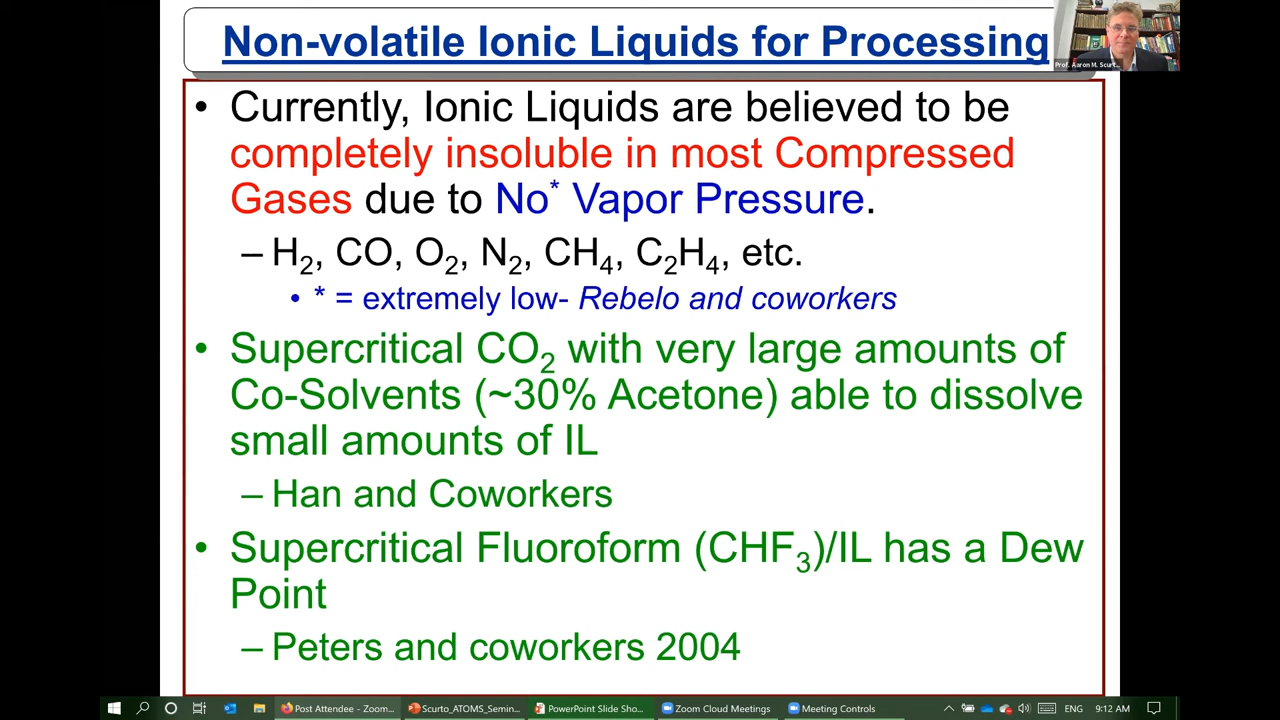 Non-volatile Ionic Liquids for Processing
Prof. Aaron M. Scurt...
• Currently, Ionic Liquids are believed to be
completely insoluble in most Compressed
Gases due to No* Vapor Pressure.
– H₂, CO, O₂, N₂, CH₄, C₂H₄, etc.
• * = extremely low- Rebelo and coworkers
• Supercritical CO₂ with very large amounts of
Co-Solvents (~30% Acetone) able to dissolve
small amounts of IL
– Han and Coworkers
• Supercritical Fluoroform (CHF₃)/IL has a Dew
Point
– Peters and coworkers 2004
Post Attendee - Zoom... Scurto_ATOMS_Semin... PowerPoint Slide Sho... Zoom Cloud Meetings Meeting Controls ENG 9:12 AM